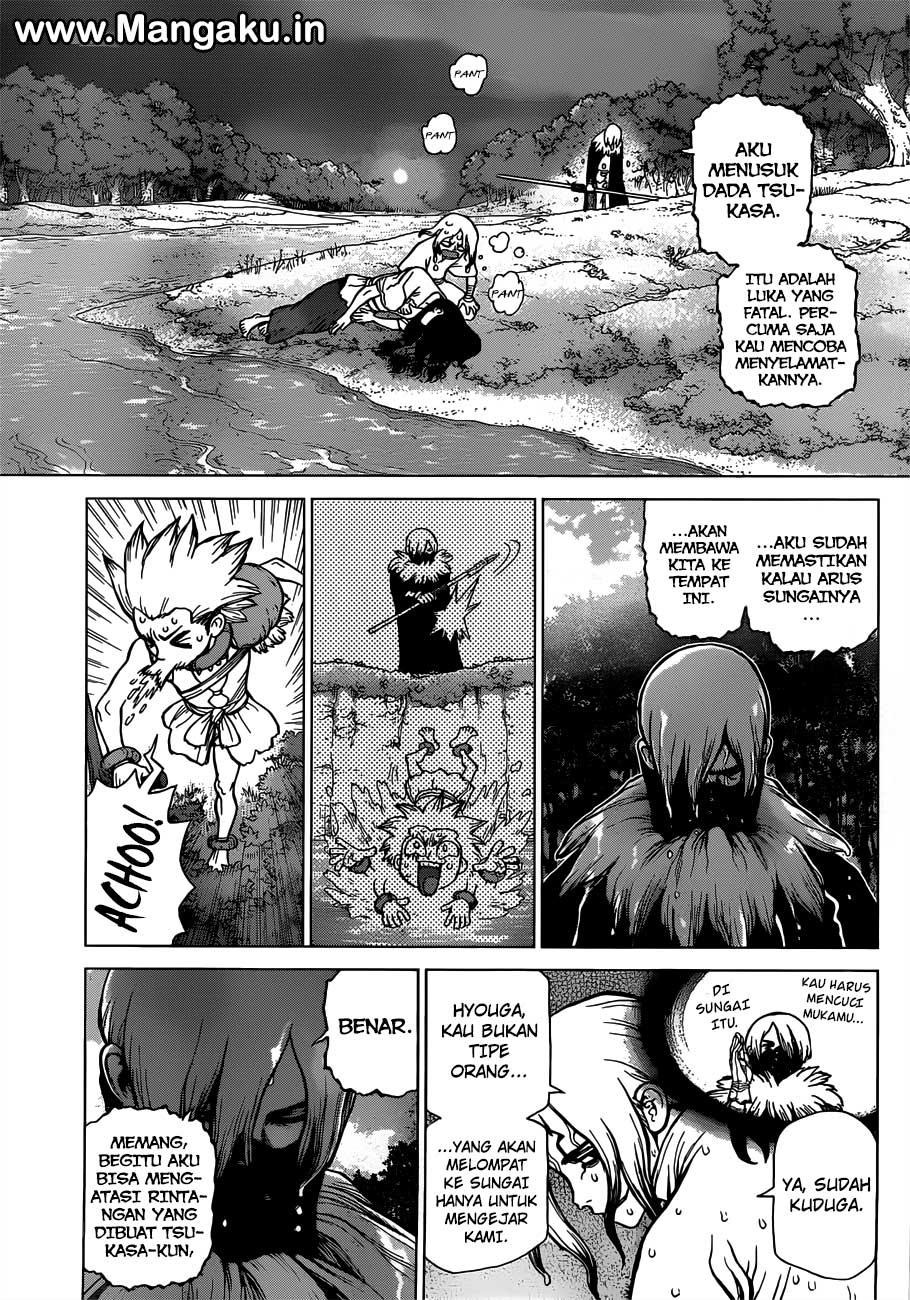 www.Mangaku.in
PANT
PANT
PANT
AKU
MENUSUK
DADA TSU-
KASA.
ITU ADALAH
LUKA YANG
FATAL. PER-
CUMA SAJA
KAU MENCOBA
MENYELAMAT-
KANNYA.
...AKU SUDAH
MEMASTIKAN
KALAU ARUS
SUNGAINYA
...
...AKAN
MEMBAWA
KITA KE
TEMPAT
INI.
ACHOO!
KAU HARUS
MENCUCI
MUKAMU...
DI
SUNGAI
ITU.
YA, SUDAH
KUDUGA.
HYOUGA,
KAU BUKAN
TIPE
ORANG...
...YANG AKAN
MELOMPAT
KE SUNGAI
HANYA UNTUK
MENGEJAR
KAMI.
BENAR.
MEMANG,
BEGITU AKU
BISA MENG-
ATASI RINTA-
NGAN YANG
DIBUAT TSU-
KASA-KUN,